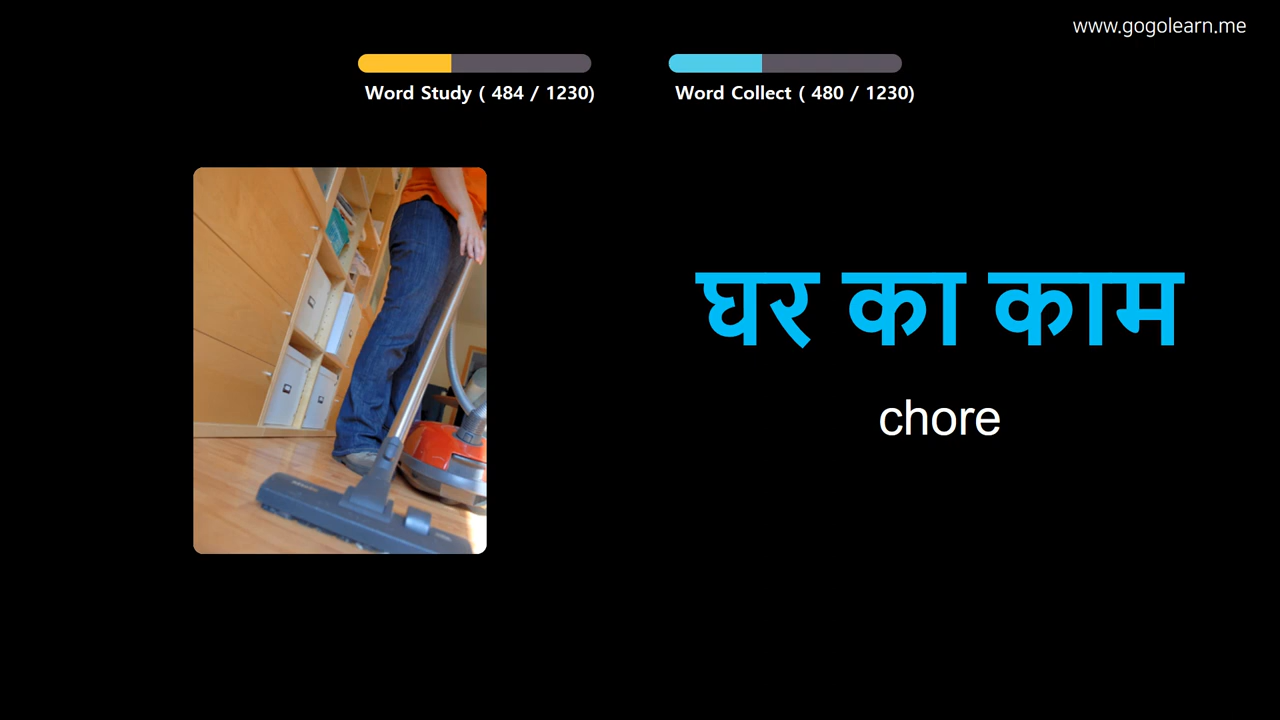 www.gogolearn.me
Word Study ( 484 / 1230)
Word Collect ( 480 / 1230)
घर का काम
chore